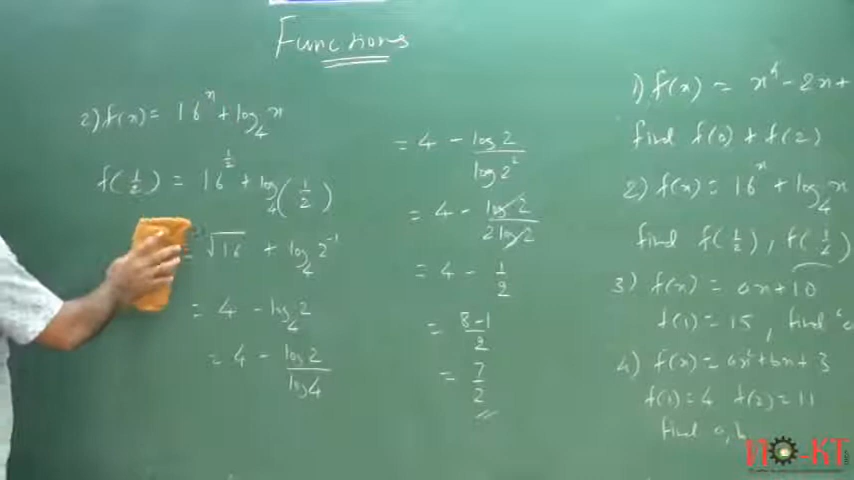 Functions
2) f(x) = 16^x + log_4 x
f(1/2) = 16^(1/2) + log_4 (1/2)
= √16 + log_4 2^-1
= 4 - log_4 2
= 4 - log 2 / log 4
= 4 - log 2 / log 2^2
= 4 - log 2 / 2 log 2
= 4 - 1/2
= 8-1 / 2
= 7/2
1) f(x) = x^4 - 2x +
find f(0) + f(2)
2) f(x) = 16^x + log_4 x
find f(1/2), f(1/4)
3) f(x) = ax + 10
f(1) = 15, find 'a
4) f(x) = ax^2 + bx + 3
f(1) = 4 f(2) = 11
find a, b
-KT